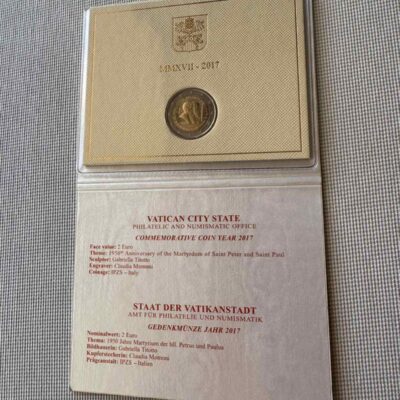 MMXVII - 2017
VATICAN CITY STATE
PHILATELIC AND NUMISMATIC OFFICE
COMMEMORATIVE COIN YEAR 2017
Face value: 2 Euro
Theme: 1950° Anniversary of the Martyrdom of Saint Peter and Saint Paul
Sculptor: Gabriella Titotto
Engraver: Claudia Momoni
Coinage: IPZS – Italy
STAAT DER VATIKANSTADT
AMT FÜR PHILATELIE UND NUMISMATIK
GEDENKMÜNZE JAHR 2017
Nominalwert: 2 Euro
Thema: 1950 Jahre Martyrium der hll. Petrus und Paulus
Bildhauerin: Gabriella Titotto
Kupferstecherin: Claudia Momoni
Prägeanstalt: IPZS – Italien